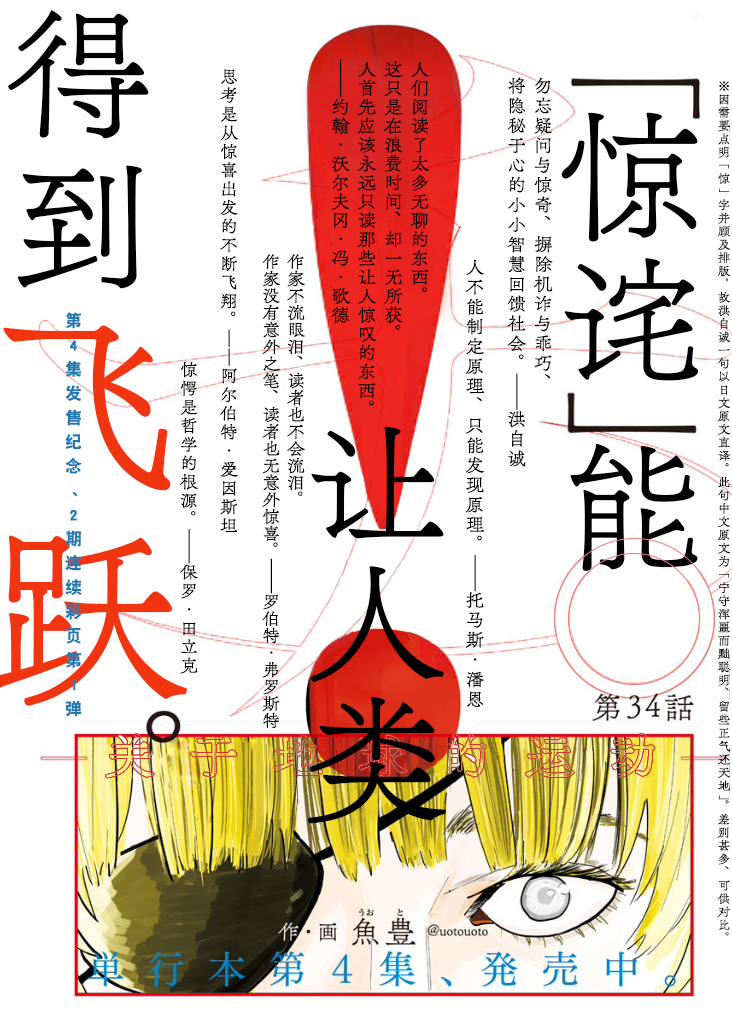 ※因需要点明「惊」字并顾及排版，故洪自诚一句以日文原文直译。此句中文原文为「宁守浑噩而黜聪明、留些正气还天地」。差别甚多、可供对比。
「惊诧」能
让人类
得到
飞跃。
勿忘疑问与惊奇、摒除机诈与乖巧、
将隐秘于心的小小智慧回馈社会。——洪自诚
人不能制定原理、只能发现原理。——托马斯·潘恩
人们阅读了太多无聊的东西。
这只是在浪费时间、却一无所获。
人首先应该永远只读那些让人惊叹的东西。
——约翰·沃尔夫冈·冯·歌德
作家不流眼泪、读者也不会流泪。
作家没有意外之笔、读者也无意外惊喜。——罗伯特·弗罗斯特
思考是从惊喜出发的不断飞翔。——阿尔伯特·爱因斯坦
惊愕是哲学的根源。——保罗·田立克
第4集发售纪念、2期连续彩页第1弹
第34話
关于地球的运动
作・画 魚豊 @uotouoto
うお と
単行本第4集、発売中。